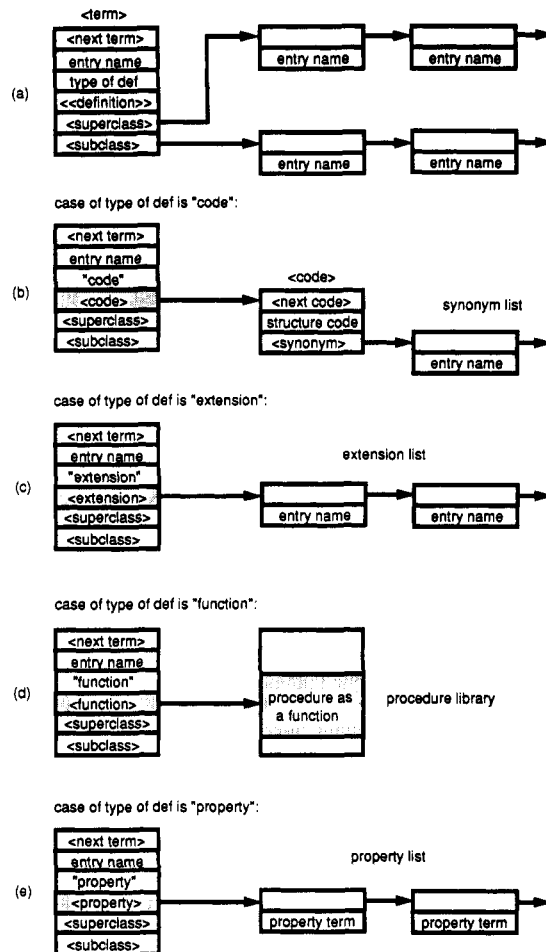 <term>
<next term>
entry name
type of def
<<definition>>
<superclass>
<subclass>
(a)
entry name
entry name
entry name
entry name
case of type of def is "code":
<next term>
entry name
"code"
<code>
<superclass>
<subclass>
(b)
<code>
<next code>
structure code
<synonym>
synonym list
entry name
case of type of def is "extension":
<next term>
entry name
"extension"
<extension>
<superclass>
<subclass>
(c)
extension list
entry name
entry name
case of type of def is "function":
<next term>
entry name
"function"
<function>
<superclass>
<subclass>
(d)
procedure as
a function
procedure library
case of type of def is "property":
<next term>
entry name
"property"
<property>
<superclass>
<subclass>
(e)
property list
property term
property term